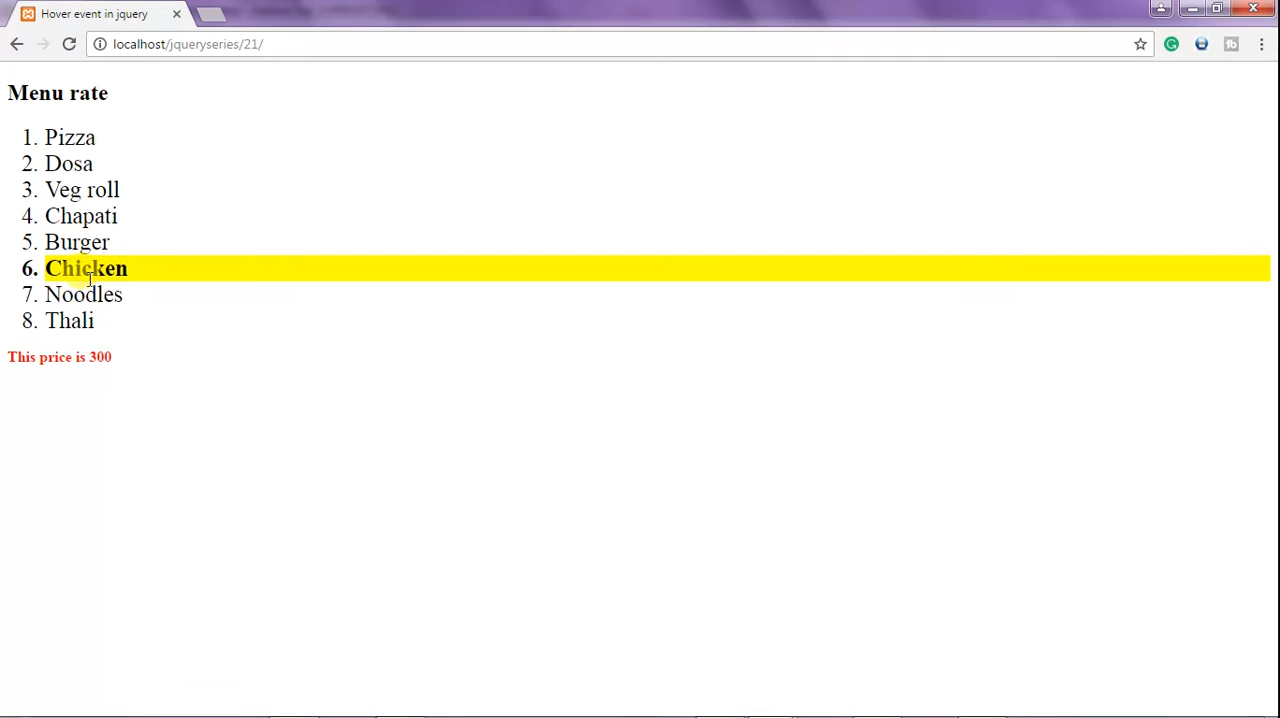 Hover event in jquery
localhost/jqueryseries/21/
Menu rate
1. Pizza
2. Dosa
3. Veg roll
4. Chapati
5. Burger
6. Chicken
7. Noodles
8. Thali
This price is 300